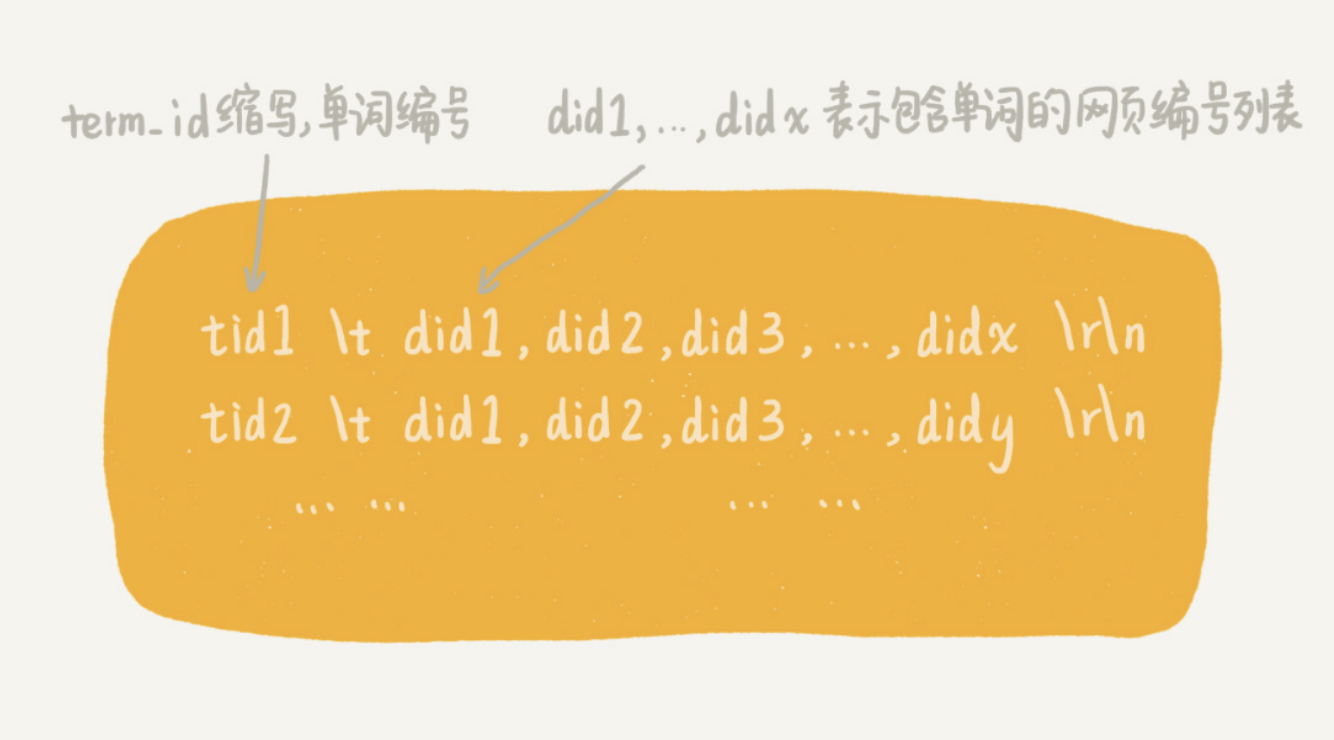 term_id缩写,单词编号 did1,...,didx 表示包含单词的网页编号列表
tid1 \t did1,did2,did3,...,didx \r\n
tid2 \t did1,did2,did3,...,didy \r\n
... ... ... ...